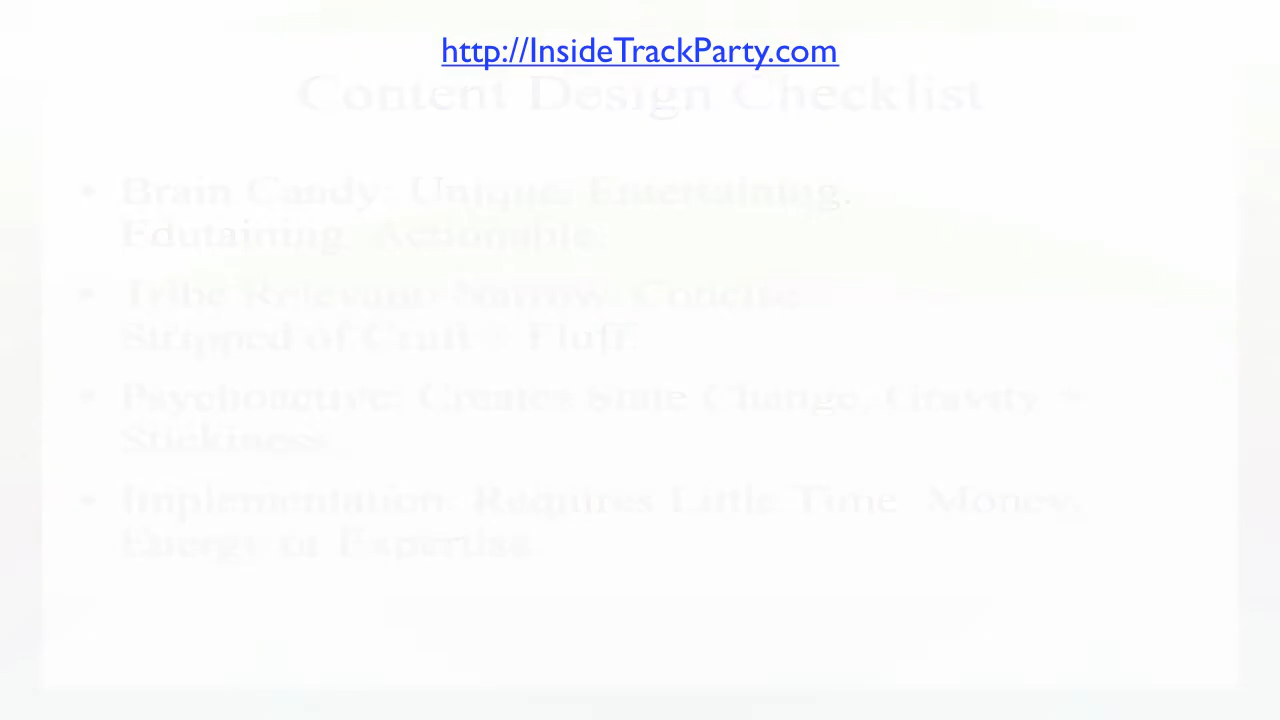 http://InsideTrackParty.com
Content Design Checklist
• Brain Candy: Unique, Entertaining,
Edutaining, Actionable.
• Tribe Relevant: Narrow, Concise,
Stripped of Cruft + Fluff.
• Psychoactive: Creates State Change, Gravity +
Stickiness.
• Implementation: Requires Little Time, Money,
Energy or Expertise.